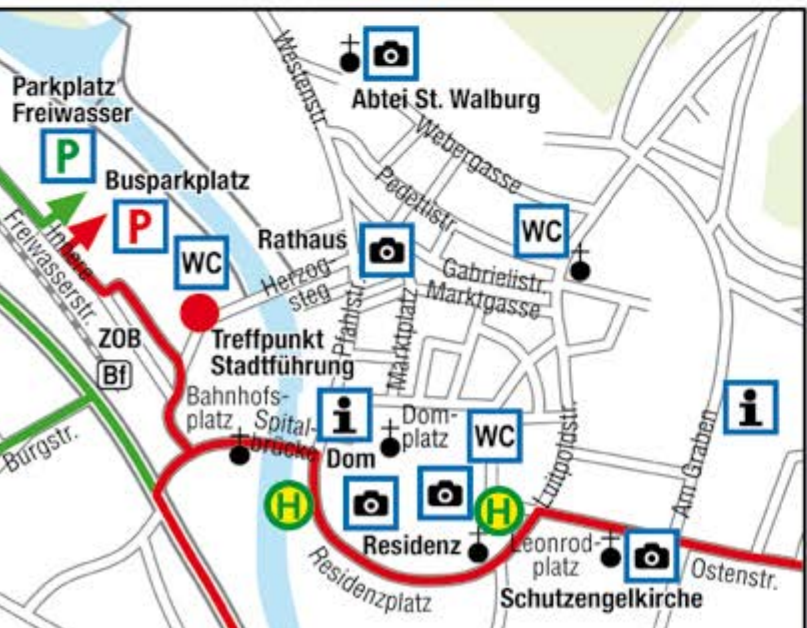 Westenstr.
Abtei St. Walburg
Parkplatz
Freiwasser
P
Busparkplatz
P
Webergasse
Pedettistr.
WC
WC
Rathaus
Herzog-
steg
Gabrielistr.
Marktgasse
Innere
Freiwasserstr.
Pfahlstr.
Marktplatz
ZOB
Bf
Treffpunkt
Stadtführung
Bahnhofs-
platz
Spital-
brücke
i
Dom-
platz
WC
i
Dom
Luitpoldstr.
Am Graben
Burgstr.
H
H
Residenz
Residenzplatz
Leonrod-
platz
Ostenstr.
Schutzengelkirche